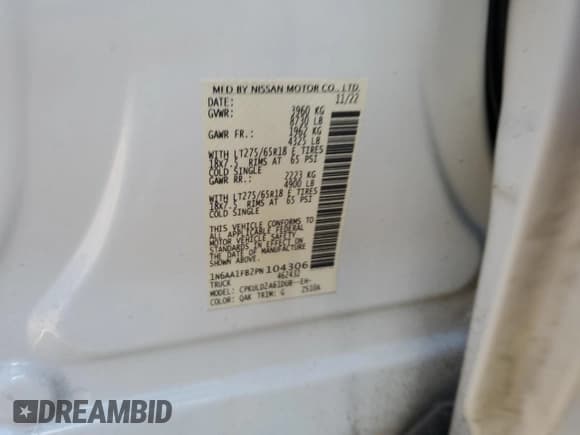 MFD BY NISSAN MOTOR CO., LTD.
DATE: 11/22
GVWR: 3960 KG
8730 LB
GAWR FR.: 1962 KG
4325 LB
WITH LT275/65R18 E TIRES
18x7.5 RIMS AT 65 PSI
COLD SINGLE
GAWR RR.: 2223 KG
4900 LB
WITH LT275/65R18 E TIRES
18x7.5 RIMS AT 65 PSI
COLD SINGLE
THIS VEHICLE CONFORMS TO
ALL APPLICABLE FEDERAL
MOTOR VEHICLE SAFETY
STANDARDS IN EFFECT ON
THE DATE OF MANUFACTURE
SHOWN ABOVE.
1N6AA1FB2PN104306
TRUCK 462432
MODEL: CPKULDZA61DGB--EH-
COLOR: QAK TRIM: G 2510A
DREAMBID